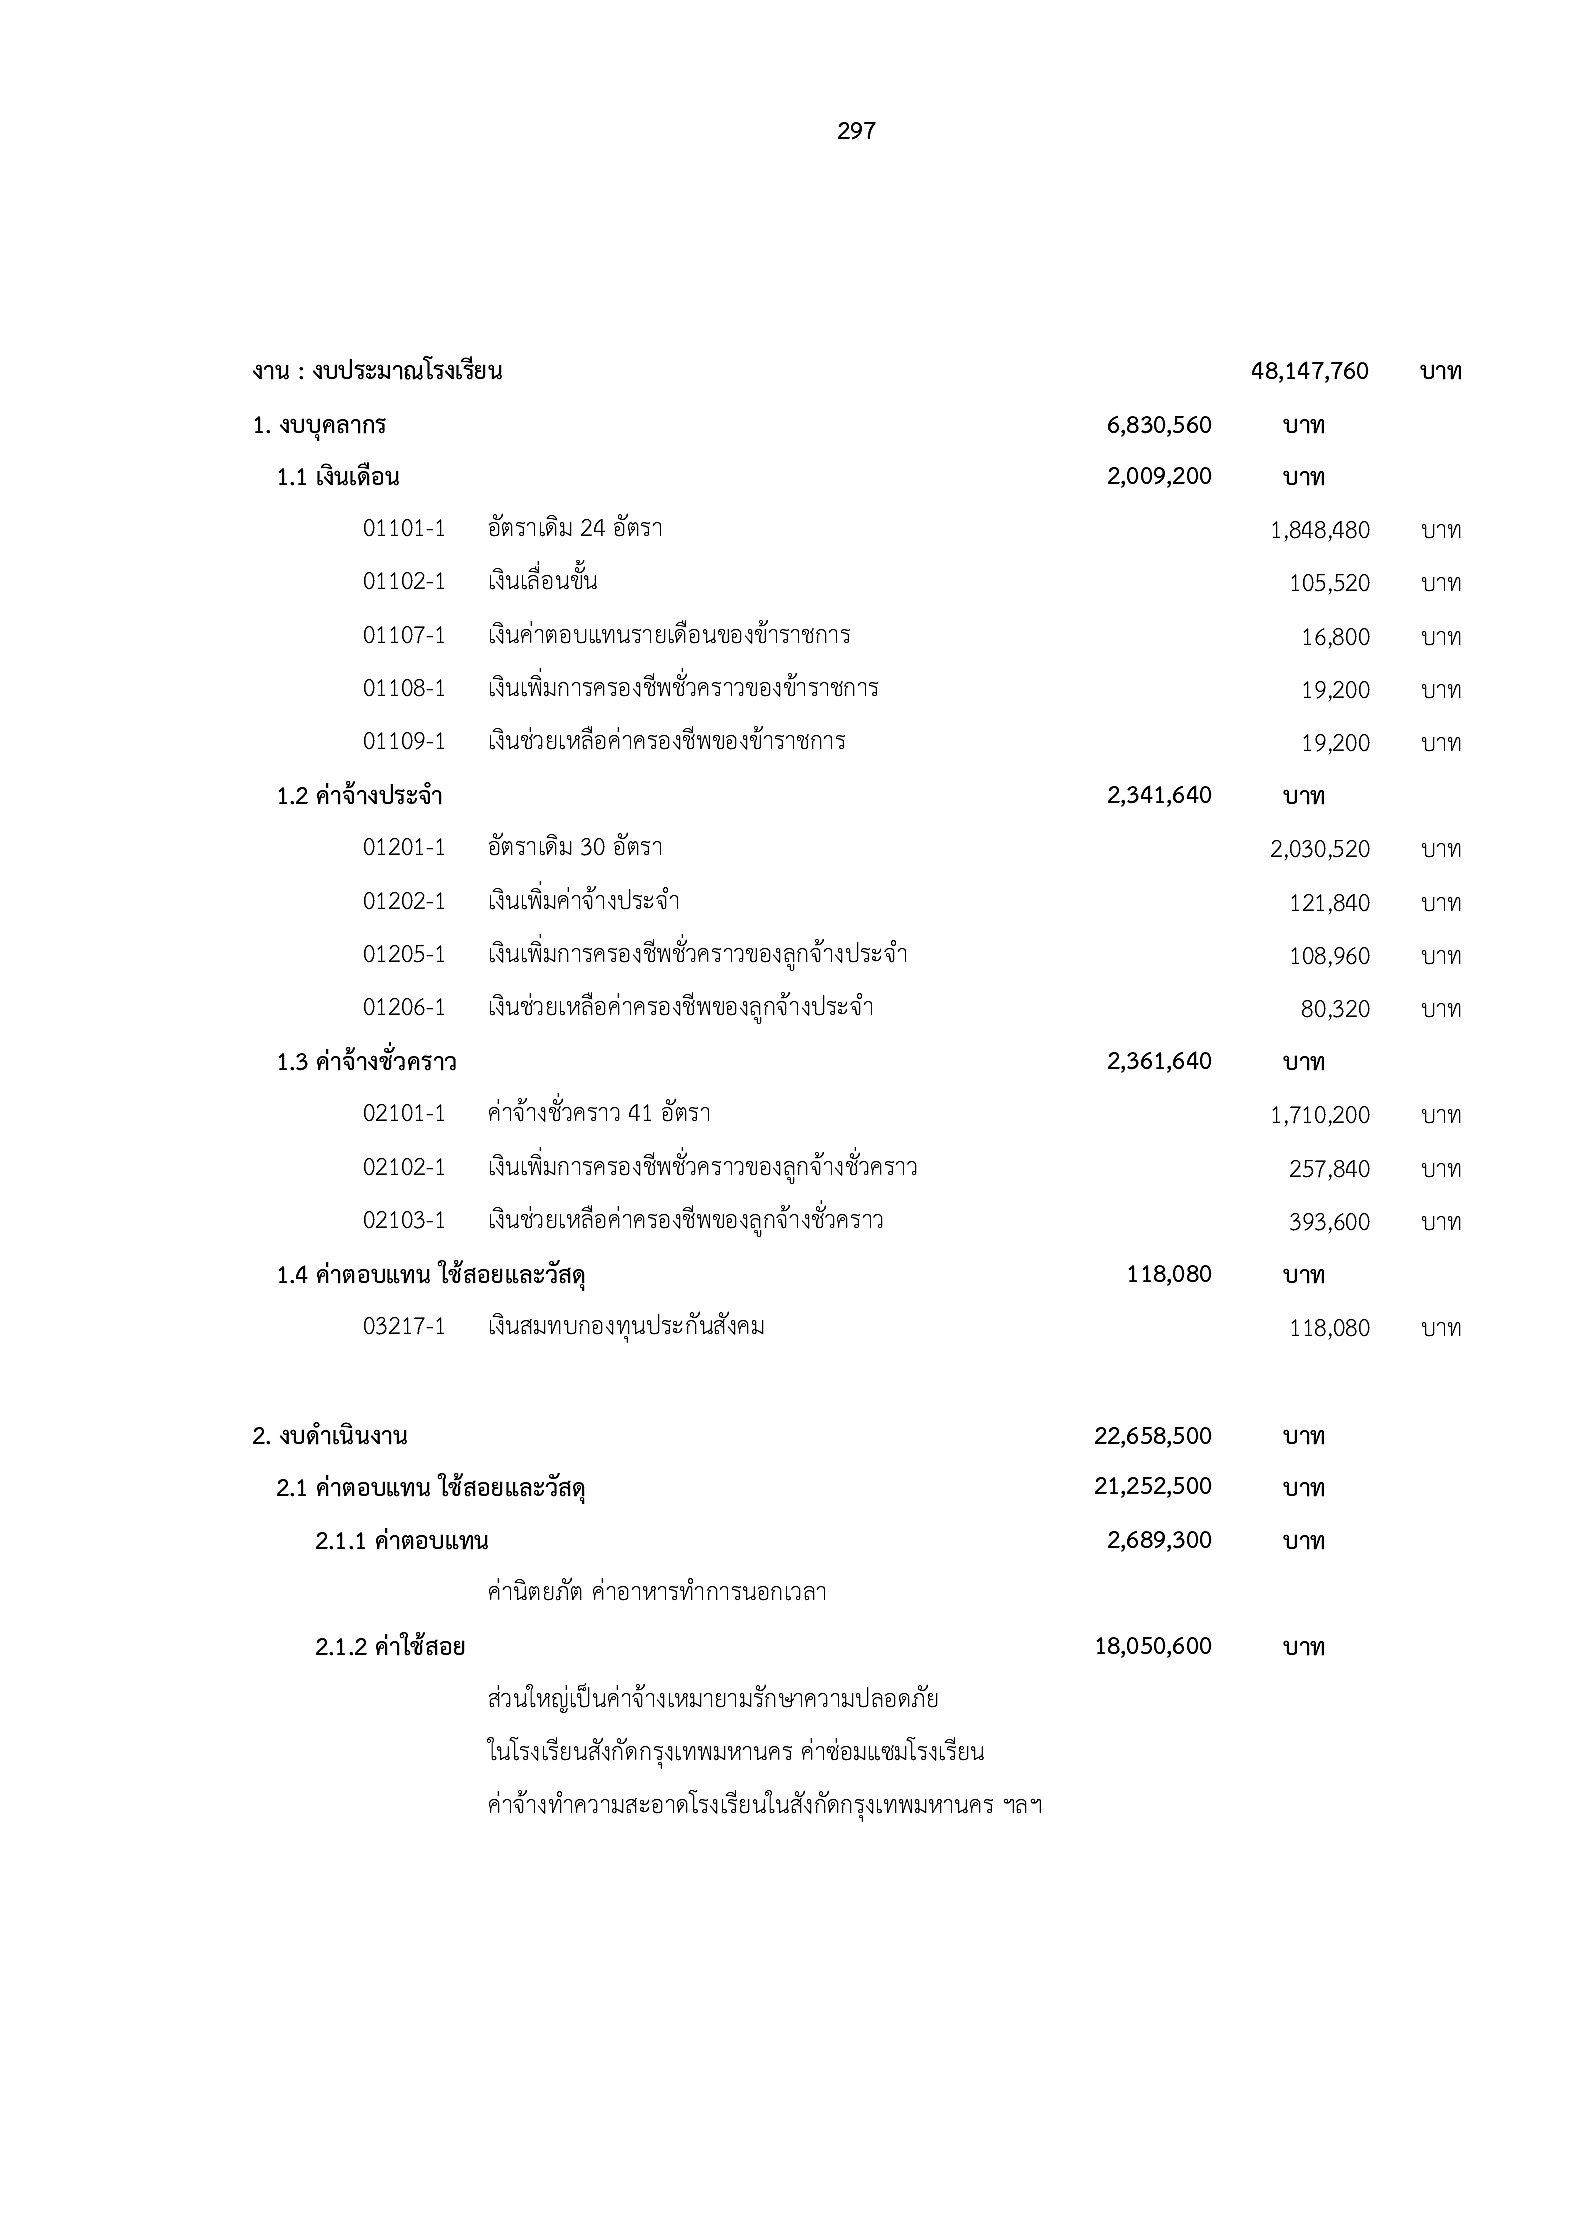 297
งาน : งบประมาณโรงเรียน 48,147,760 บาท
1. งบบุคลากร 6,830,560 บาท
1.1 เงินเดือน 2,009,200 บาท
01101-1 อัตราเดิม 24 อัตรา 1,848,480 บาท
01102-1 เงินเลื่อนขั้น 105,520 บาท
01107-1 เงินค่าตอบแทนรายเดือนของข้าราชการ 16,800 บาท
01108-1 เงินเพิ่มการครองชีพชั่วคราวของข้าราชการ 19,200 บาท
01109-1 เงินช่วยเหลือค่าครองชีพของข้าราชการ 19,200 บาท
1.2 ค่าจ้างประจำ 2,341,640 บาท
01201-1 อัตราเดิม 30 อัตรา 2,030,520 บาท
01202-1 เงินเพิ่มค่าจ้างประจำ 121,840 บาท
01205-1 เงินเพิ่มการครองชีพชั่วคราวของลูกจ้างประจำ 108,960 บาท
01206-1 เงินช่วยเหลือค่าครองชีพของลูกจ้างประจำ 80,320 บาท
1.3 ค่าจ้างชั่วคราว 2,361,640 บาท
02101-1 ค่าจ้างชั่วคราว 41 อัตรา 1,710,200 บาท
02102-1 เงินเพิ่มการครองชีพชั่วคราวของลูกจ้างชั่วคราว 257,840 บาท
02103-1 เงินช่วยเหลือค่าครองชีพของลูกจ้างชั่วคราว 393,600 บาท
1.4 ค่าตอบแทน ใช้สอยและวัสดุ 118,080 บาท
03217-1 เงินสมทบกองทุนประกันสังคม 118,080 บาท
2. งบดำเนินงาน 22,658,500 บาท
2.1 ค่าตอบแทน ใช้สอยและวัสดุ 21,252,500 บาท
2.1.1 ค่าตอบแทน 2,689,300 บาท
ค่านิตยภัต ค่าอาหารทำการนอกเวลา
2.1.2 ค่าใช้สอย 18,050,600 บาท
ส่วนใหญ่เป็นค่าจ้างเหมายามรักษาความปลอดภัย
ในโรงเรียนสังกัดกรุงเทพมหานคร ค่าซ่อมแซมโรงเรียน
ค่าจ้างทำความสะอาดโรงเรียนในสังกัดกรุงเทพมหานคร ฯลฯ